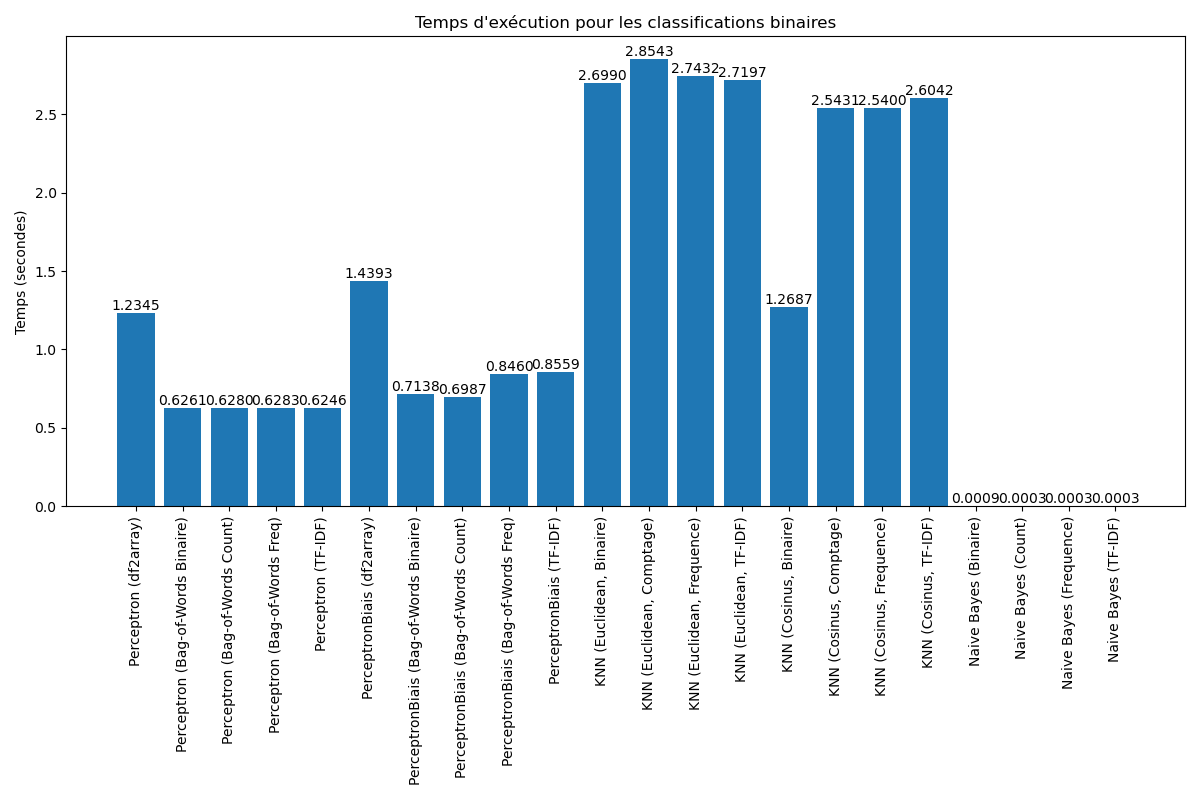 Temps d'exécution pour les classifications binaires
Temps (secondes)
2.5
2.0
1.5
1.0
0.5
0.0
1.2345
0.6261
0.6280
0.6283
0.6246
1.4393
0.7138
0.6987
0.8460
0.8559
2.6990
2.8543
2.7432
2.7197
1.2687
2.5431
2.5400
2.6042
0.0009
0.0003
0.0003
0.0003
Perceptron (df2array)
Perceptron (Bag-of-Words Binaire)
Perceptron (Bag-of-Words Count)
Perceptron (Bag-of-Words Freq)
Perceptron (TF-IDF)
PerceptronBiais (df2array)
PerceptronBiais (Bag-of-Words Binaire)
PerceptronBiais (Bag-of-Words Count)
PerceptronBiais (Bag-of-Words Freq)
PerceptronBiais (TF-IDF)
KNN (Euclidean, Binaire)
KNN (Euclidean, Comptage)
KNN (Euclidean, Frequence)
KNN (Euclidean, TF-IDF)
KNN (Cosinus, Binaire)
KNN (Cosinus, Comptage)
KNN (Cosinus, Frequence)
KNN (Cosinus, TF-IDF)
Naive Bayes (Binaire)
Naive Bayes (Count)
Naive Bayes (Frequence)
Naive Bayes (TF-IDF)